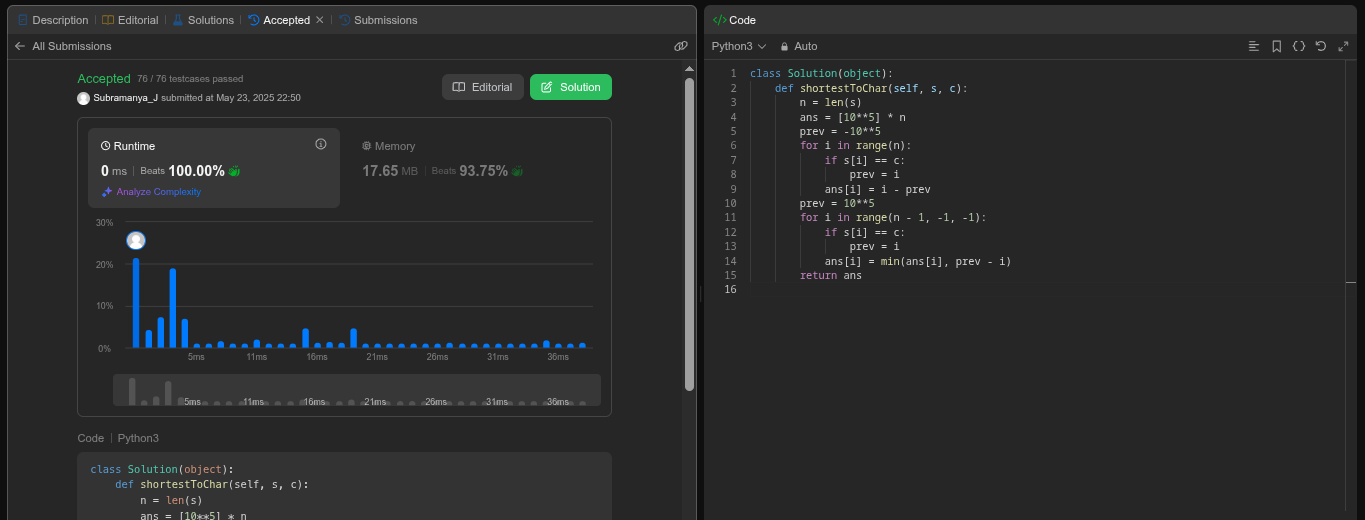 Description | Editorial | Solutions | Accepted × | Submissions
All Submissions
Accepted 76 / 76 testcases passed
Subramanya_J submitted at May 23, 2025 22:50
Editorial
Solution
Runtime
0 ms | Beats 100.00%
Analyze Complexity
Memory
17.65 MB | Beats 93.75%
30%
20%
10%
0%
5ms 11ms 16ms 21ms 26ms 31ms 36ms
5ms 11ms 16ms 21ms 26ms 31ms 36ms
Code | Python3
class Solution(object):
    def shortestToChar(self, s, c):
        n = len(s)
        ans = [10**5] * n
</> Code
Python3 Auto
1 class Solution(object):
2     def shortestToChar(self, s, c):
3         n = len(s)
4         ans = [10**5] * n
5         prev = -10**5
6         for i in range(n):
7             if s[i] == c:
8                 prev = i
9             ans[i] = i - prev
10         prev = 10**5
11         for i in range(n - 1, -1, -1):
12             if s[i] == c:
13                 prev = i
14             ans[i] = min(ans[i], prev - i)
15         return ans
16